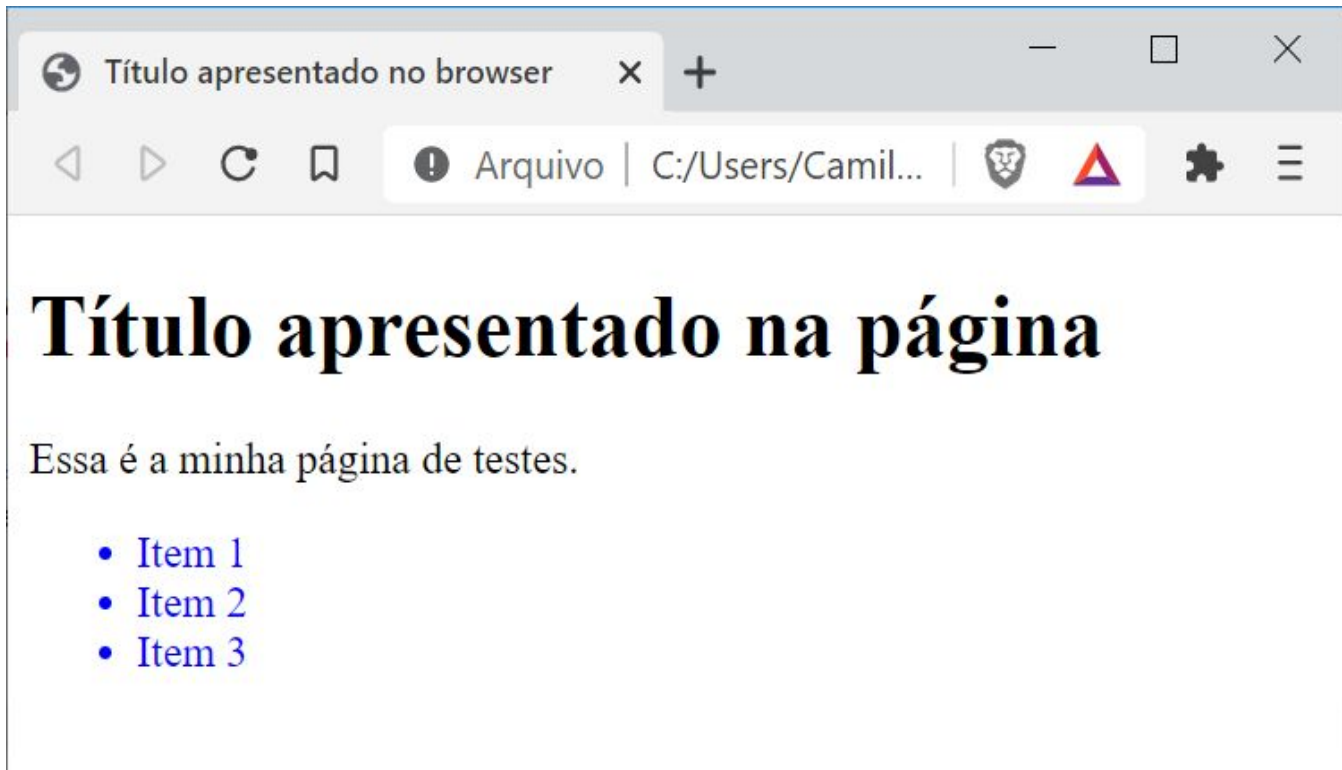 Título apresentado no browser
Arquivo | C:/Users/Camil...
Título apresentado na página
Essa é a minha página de testes.
• Item 1
• Item 2
• Item 3